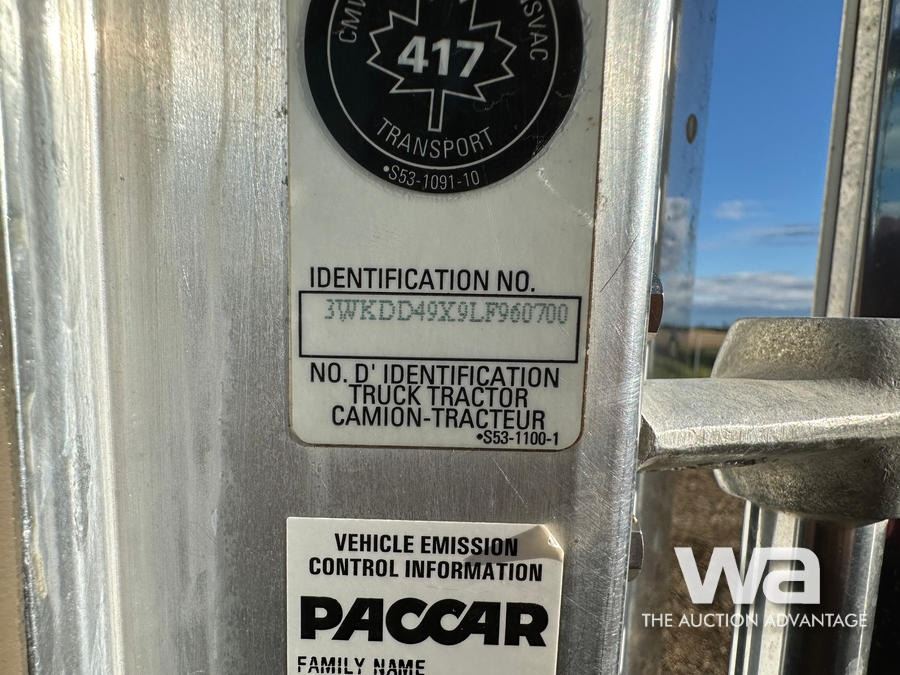 417
TRANSPORT
•S53-1091-10
IDENTIFICATION NO.
3WKDD49X9LF960700
NO. D' IDENTIFICATION
TRUCK TRACTOR
CAMION-TRACTEUR
•S53-1100-1
VEHICLE EMISSION
CONTROL INFORMATION
PACCAR
FAMILY NAME
wa
THE AUCTION ADVANTAGE